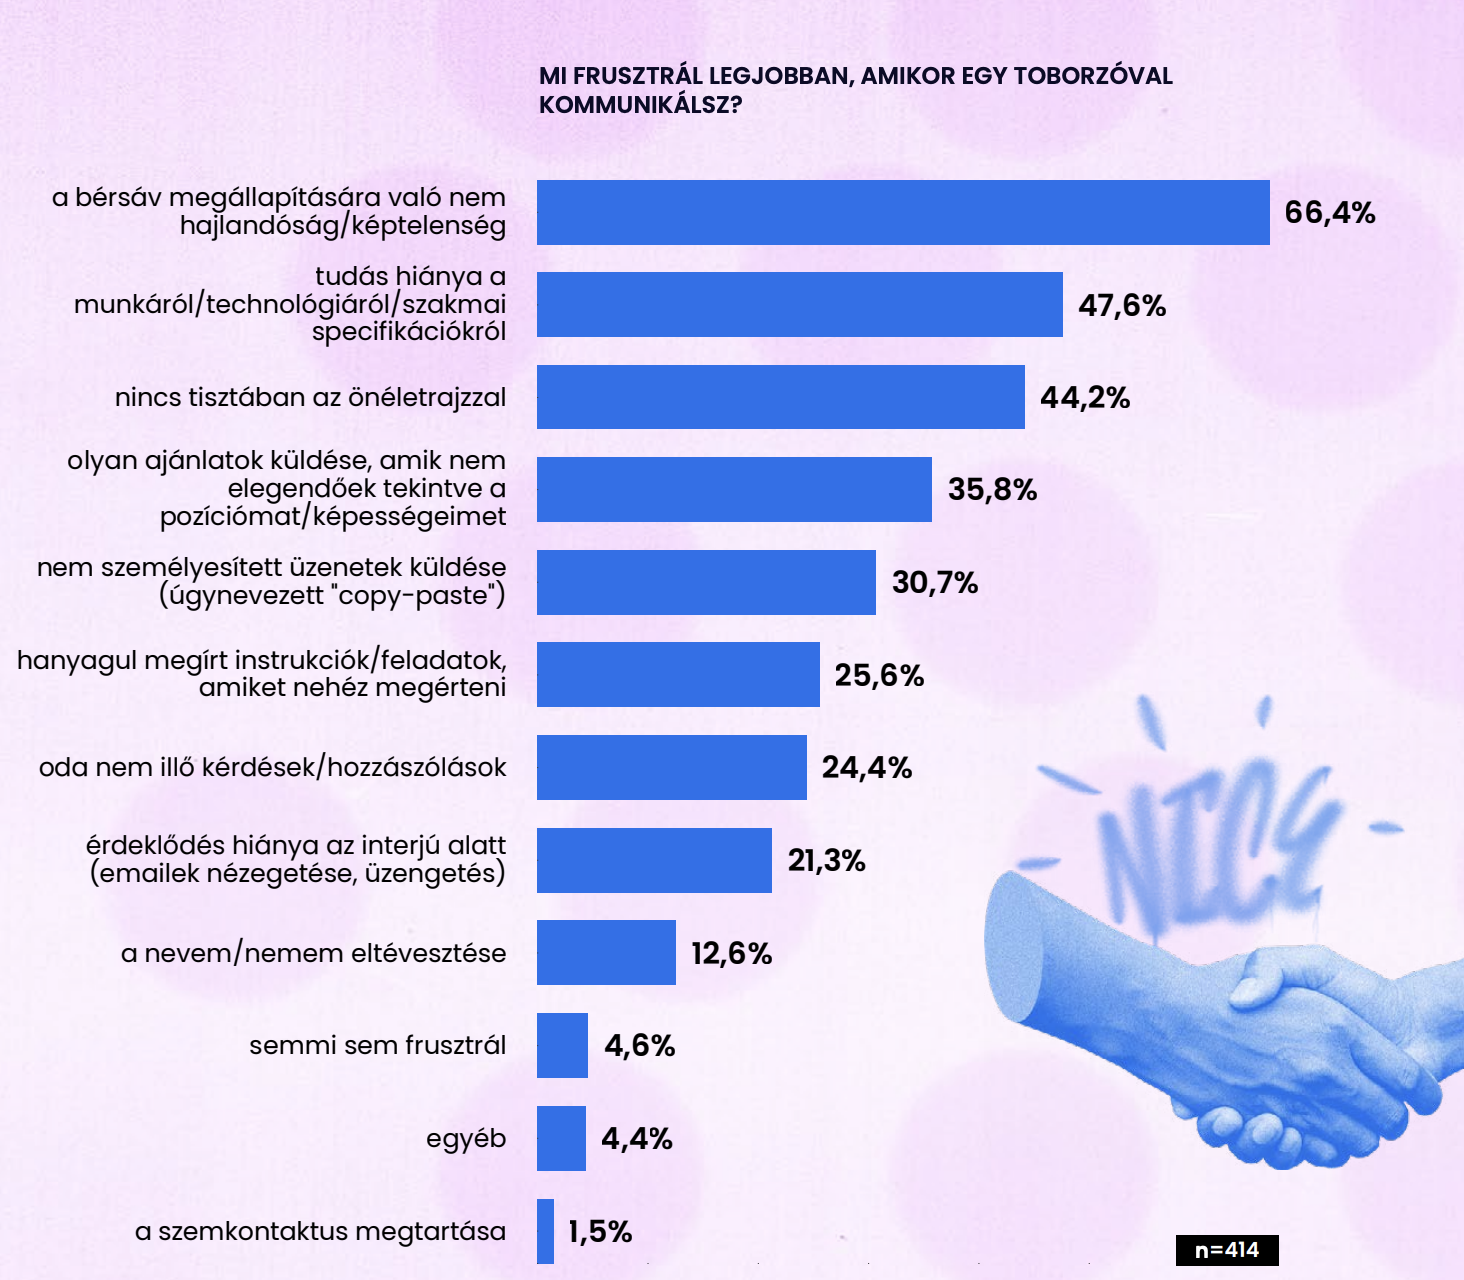 MI FRUSZTRÁL LEGJOBBAN, AMIKOR EGY TOBORZÓVAL
KOMMUNIKÁLSZ?
a bérsáv megállapítására való nem
hajlandóság/képtelenség
66,4%
tudás hiánya a
munkáról/technológiáról/szakmai
specifikációkról
47,6%
nincs tisztában az önéletrajzzal
44,2%
olyan ajánlatok küldése, amik nem
elegendőek tekintve a
pozíciómat/képességeimet
35,8%
nem személyesített üzenetek küldése
(úgynevezett "copy-paste")
30,7%
hanyagul megírt instrukciók/feladatok,
amiket nehéz megérteni
25,6%
oda nem illő kérdések/hozzászólások
24,4%
érdeklődés hiánya az interjú alatt
(emailek nézegetése, üzengetés)
21,3%
a nevem/nemem eltévesztése
12,6%
semmi sem frusztrál
4,6%
egyéb
4,4%
a szemkontaktus megtartása
1,5%
NICE
n=414